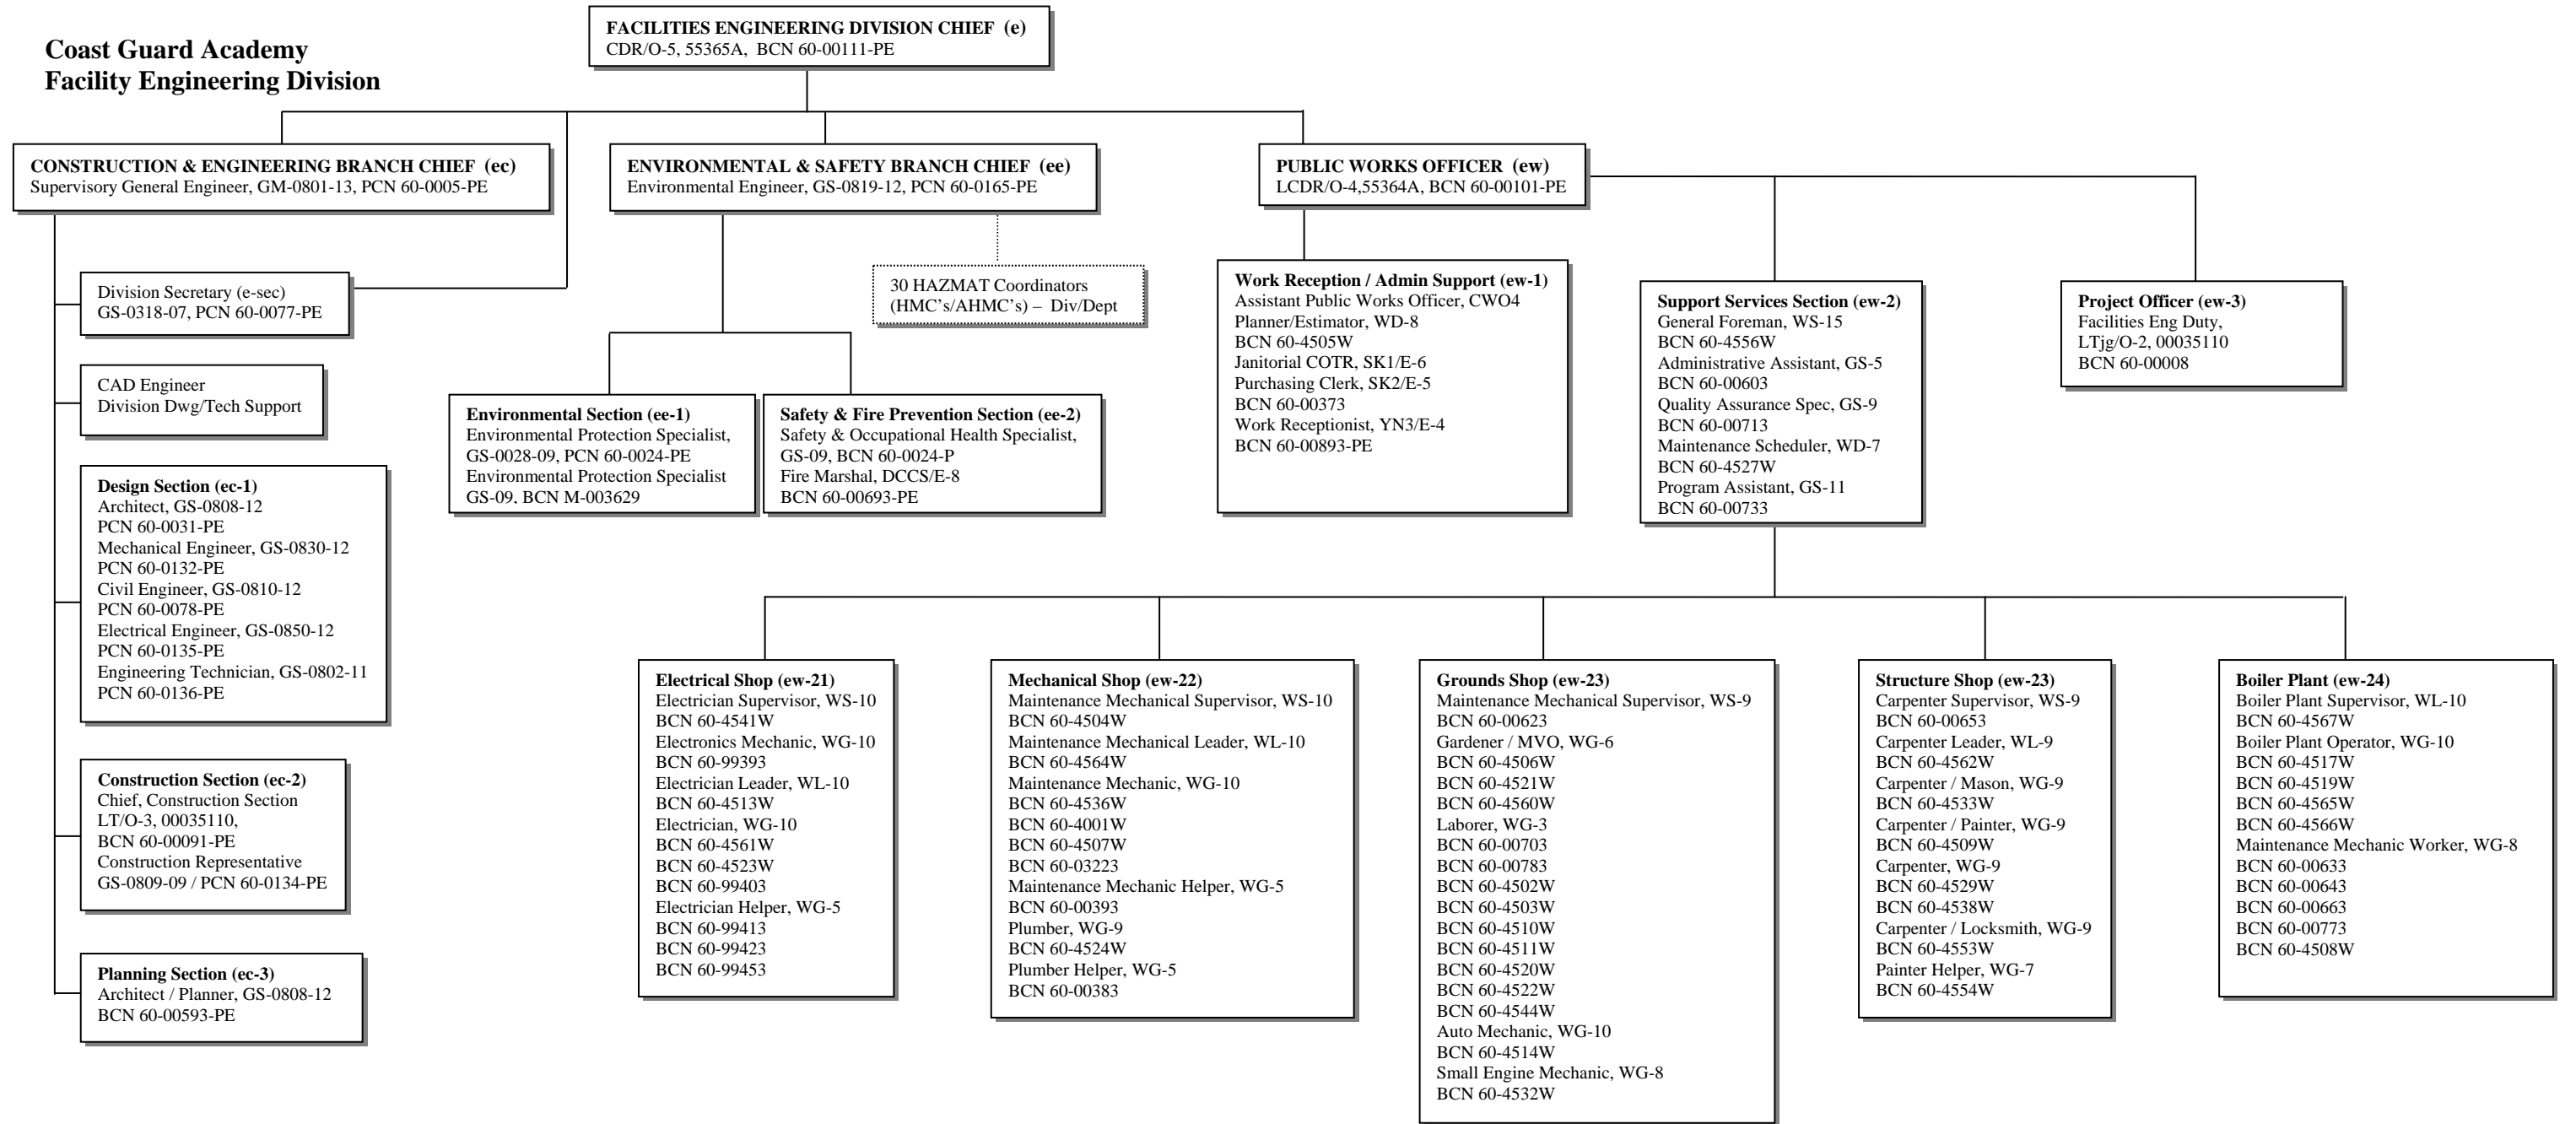 Coast Guard Academy
Facility Engineering Division
FACILITIES ENGINEERING DIVISION CHIEF (e)
CDR/O-5, 55365A, BCN 60-00111-PE
CONSTRUCTION & ENGINEERING BRANCH CHIEF (ec)
Supervisory General Engineer, GM-0801-13, PCN 60-0005-PE
ENVIRONMENTAL & SAFETY BRANCH CHIEF (ee)
Environmental Engineer, GS-0819-12, PCN 60-0165-PE
PUBLIC WORKS OFFICER (ew)
LCDR/O-4,55364A, BCN 60-00101-PE
Division Secretary (e-sec)
GS-0318-07, PCN 60-0077-PE
CAD Engineer
Division Dwg/Tech Support
Design Section (ec-1)
Architect, GS-0808-12
PCN 60-0031-PE
Mechanical Engineer, GS-0830-12
PCN 60-0132-PE
Civil Engineer, GS-0810-12
PCN 60-0078-PE
Electrical Engineer, GS-0850-12
PCN 60-0135-PE
Engineering Technician, GS-0802-11
PCN 60-0136-PE
Construction Section (ec-2)
Chief, Construction Section
LT/O-3, 00035110,
BCN 60-00091-PE
Construction Representative
GS-0809-09 / PCN 60-0134-PE
Planning Section (ec-3)
Architect / Planner, GS-0808-12
BCN 60-00593-PE
30 HAZMAT Coordinators
(HMC's/AHMC's) – Div/Dept
Environmental Section (ee-1)
Environmental Protection Specialist,
GS-0028-09, PCN 60-0024-PE
Environmental Protection Specialist
GS-09, BCN M-003629
Safety & Fire Prevention Section (ee-2)
Safety & Occupational Health Specialist,
GS-09, BCN 60-0024-P
Fire Marshal, DCCS/E-8
BCN 60-00693-PE
Work Reception / Admin Support (ew-1)
Assistant Public Works Officer, CWO4
Planner/Estimator, WD-8
BCN 60-4505W
Janitorial COTR, SK1/E-6
Purchasing Clerk, SK2/E-5
BCN 60-00373
Work Receptionist, YN3/E-4
BCN 60-00893-PE
Support Services Section (ew-2)
General Foreman, WS-15
BCN 60-4556W
Administrative Assistant, GS-5
BCN 60-00603
Quality Assurance Spec, GS-9
BCN 60-00713
Maintenance Scheduler, WD-7
BCN 60-4527W
Program Assistant, GS-11
BCN 60-00733
Project Officer (ew-3)
Facilities Eng Duty,
LTjg/O-2, 00035110
BCN 60-00008
Electrical Shop (ew-21)
Electrician Supervisor, WS-10
BCN 60-4541W
Electronics Mechanic, WG-10
BCN 60-99393
Electrician Leader, WL-10
BCN 60-4513W
Electrician, WG-10
BCN 60-4561W
BCN 60-4523W
BCN 60-99403
Electrician Helper, WG-5
BCN 60-99413
BCN 60-99423
BCN 60-99453
Mechanical Shop (ew-22)
Maintenance Mechanical Supervisor, WS-10
BCN 60-4504W
Maintenance Mechanical Leader, WL-10
BCN 60-4564W
Maintenance Mechanic, WG-10
BCN 60-4536W
BCN 60-4001W
BCN 60-4507W
BCN 60-03223
Maintenance Mechanic Helper, WG-5
BCN 60-00393
Plumber, WG-9
BCN 60-4524W
Plumber Helper, WG-5
BCN 60-00383
Grounds Shop (ew-23)
Maintenance Mechanical Supervisor, WS-9
BCN 60-00623
Gardener / MVO, WG-6
BCN 60-4506W
BCN 60-4521W
BCN 60-4560W
Laborer, WG-3
BCN 60-00703
BCN 60-00783
BCN 60-4502W
BCN 60-4503W
BCN 60-4510W
BCN 60-4511W
BCN 60-4520W
BCN 60-4522W
BCN 60-4544W
Auto Mechanic, WG-10
BCN 60-4514W
Small Engine Mechanic, WG-8
BCN 60-4532W
Structure Shop (ew-23)
Carpenter Supervisor, WS-9
BCN 60-00653
Carpenter Leader, WL-9
BCN 60-4562W
Carpenter / Mason, WG-9
BCN 60-4533W
Carpenter / Painter, WG-9
BCN 60-4509W
Carpenter, WG-9
BCN 60-4529W
BCN 60-4538W
Carpenter / Locksmith, WG-9
BCN 60-4553W
Painter Helper, WG-7
BCN 60-4554W
Boiler Plant (ew-24)
Boiler Plant Supervisor, WL-10
BCN 60-4567W
Boiler Plant Operator, WG-10
BCN 60-4517W
BCN 60-4519W
BCN 60-4565W
BCN 60-4566W
Maintenance Mechanic Worker, WG-8
BCN 60-00633
BCN 60-00643
BCN 60-00663
BCN 60-00773
BCN 60-4508W